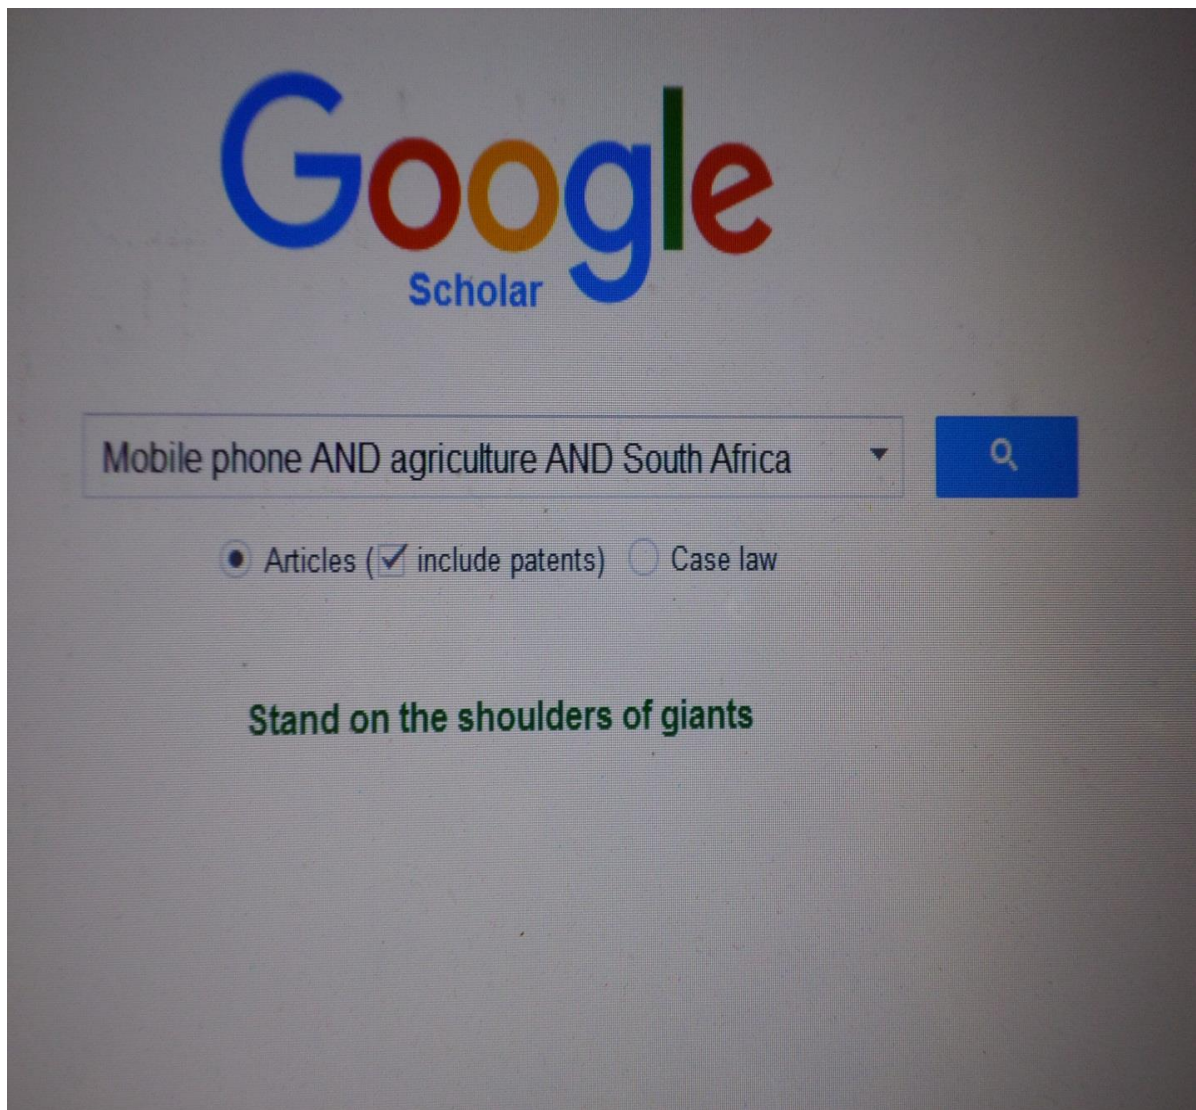 Google
Scholar
Mobile phone AND agriculture AND South Africa
Articles (include patents) Case law
Stand on the shoulders of giants